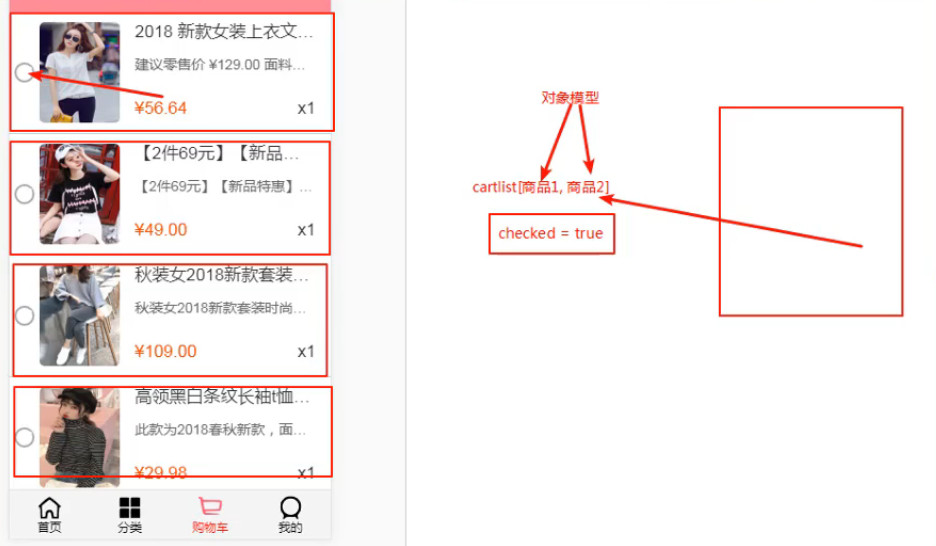 2018 新款女装上衣文...
建议零售价 ¥129.00 面料...
¥56.64
x1
【2件69元】【新品...
【2件69元】【新品特惠】...
¥49.00
x1
秋装女2018新款套装...
秋装女2018新款套装时尚...
¥109.00
x1
高领黑白条纹长袖t恤...
此款为2018春秋新款，面...
¥29.98
x1
首页
分类
购物车
我的
对象模型
cartlist[商品1, 商品2]
checked = true